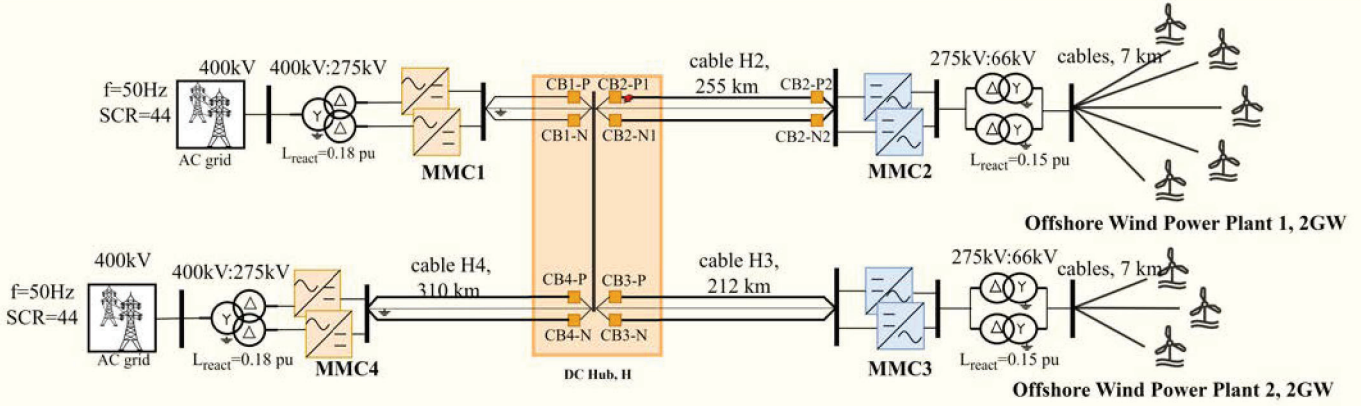 f=50Hz
SCR=44
400kV
AC grid
400kV:275kV
L_react=0.18 pu
MMC1
CB1-P
CB1-N
CB2-P1
CB2-N1
cable H2,
255 km
CB2-P2
CB2-N2
MMC2
275kV:66kV
L_react=0.15 pu
cables, 7 km
Offshore Wind Power Plant 1, 2GW
f=50Hz
SCR=44
400kV
AC grid
400kV:275kV
L_react=0.18 pu
MMC4
cable H4,
310 km
CB4-P
CB4-N
CB3-P
CB3-N
DC Hub, H
cable H3,
212 km
MMC3
275kV:66kV
L_react=0.15 pu
cables, 7 km
Offshore Wind Power Plant 2, 2GW
Y
Δ
Δ
Δ
Y
Δ
Y
Y
Δ
Δ
Δ
Y
Δ
Y